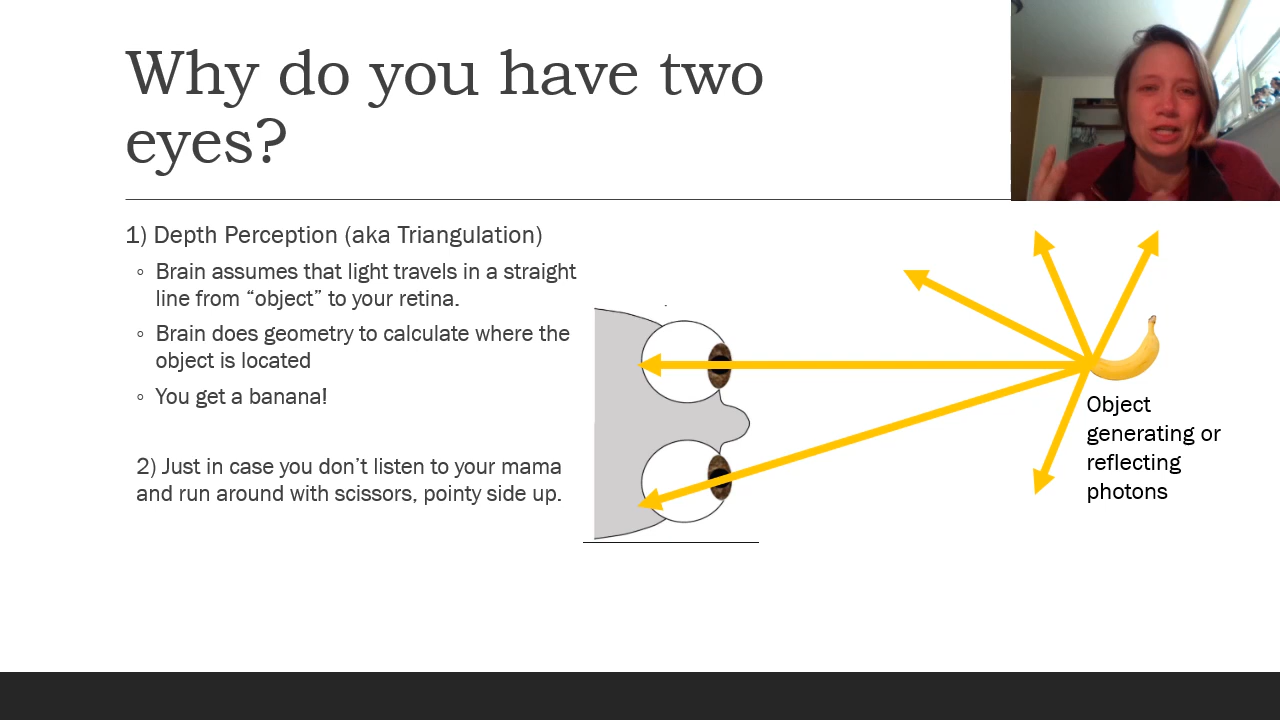 Why do you have two
eyes?
1) Depth Perception (aka Triangulation)
◦ Brain assumes that light travels in a straight
line from “object” to your retina.
◦ Brain does geometry to calculate where the
object is located
◦ You get a banana!
2) Just in case you don’t listen to your mama
and run around with scissors, pointy side up.
Object
generating or
reflecting
photons